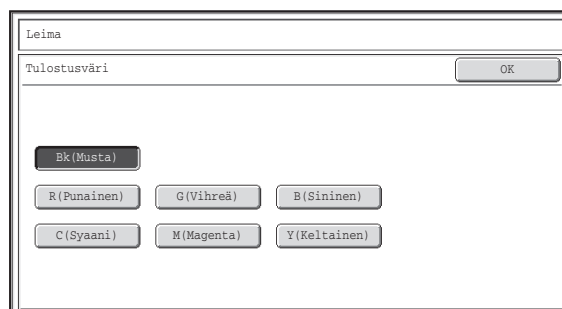 Leima
Tulostusväri OK
Bk(Musta)
R(Punainen) G(Vihreä) B(Sininen)
C(Syaani) M(Magenta) Y(Keltainen)